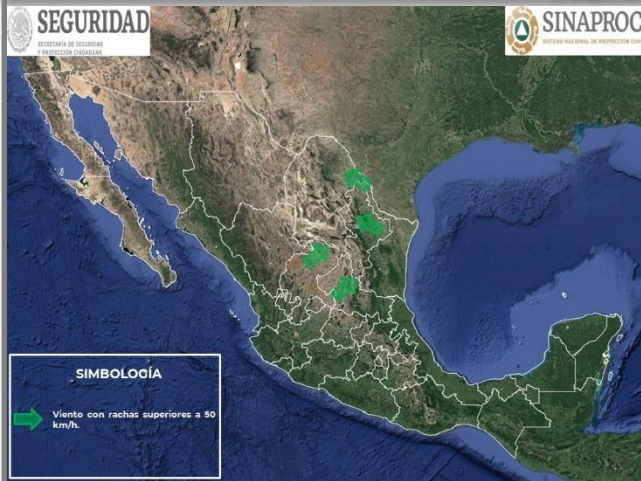 SEGURIDAD
SECRETARÍA DE SEGURIDAD
Y PROTECCIÓN CIUDADANA
SINAPROC
SISTEMA NACIONAL DE PROTECCIÓN CIVIL
SIMBOLOGÍA
Viento con rachas superiores a 50
km/h.